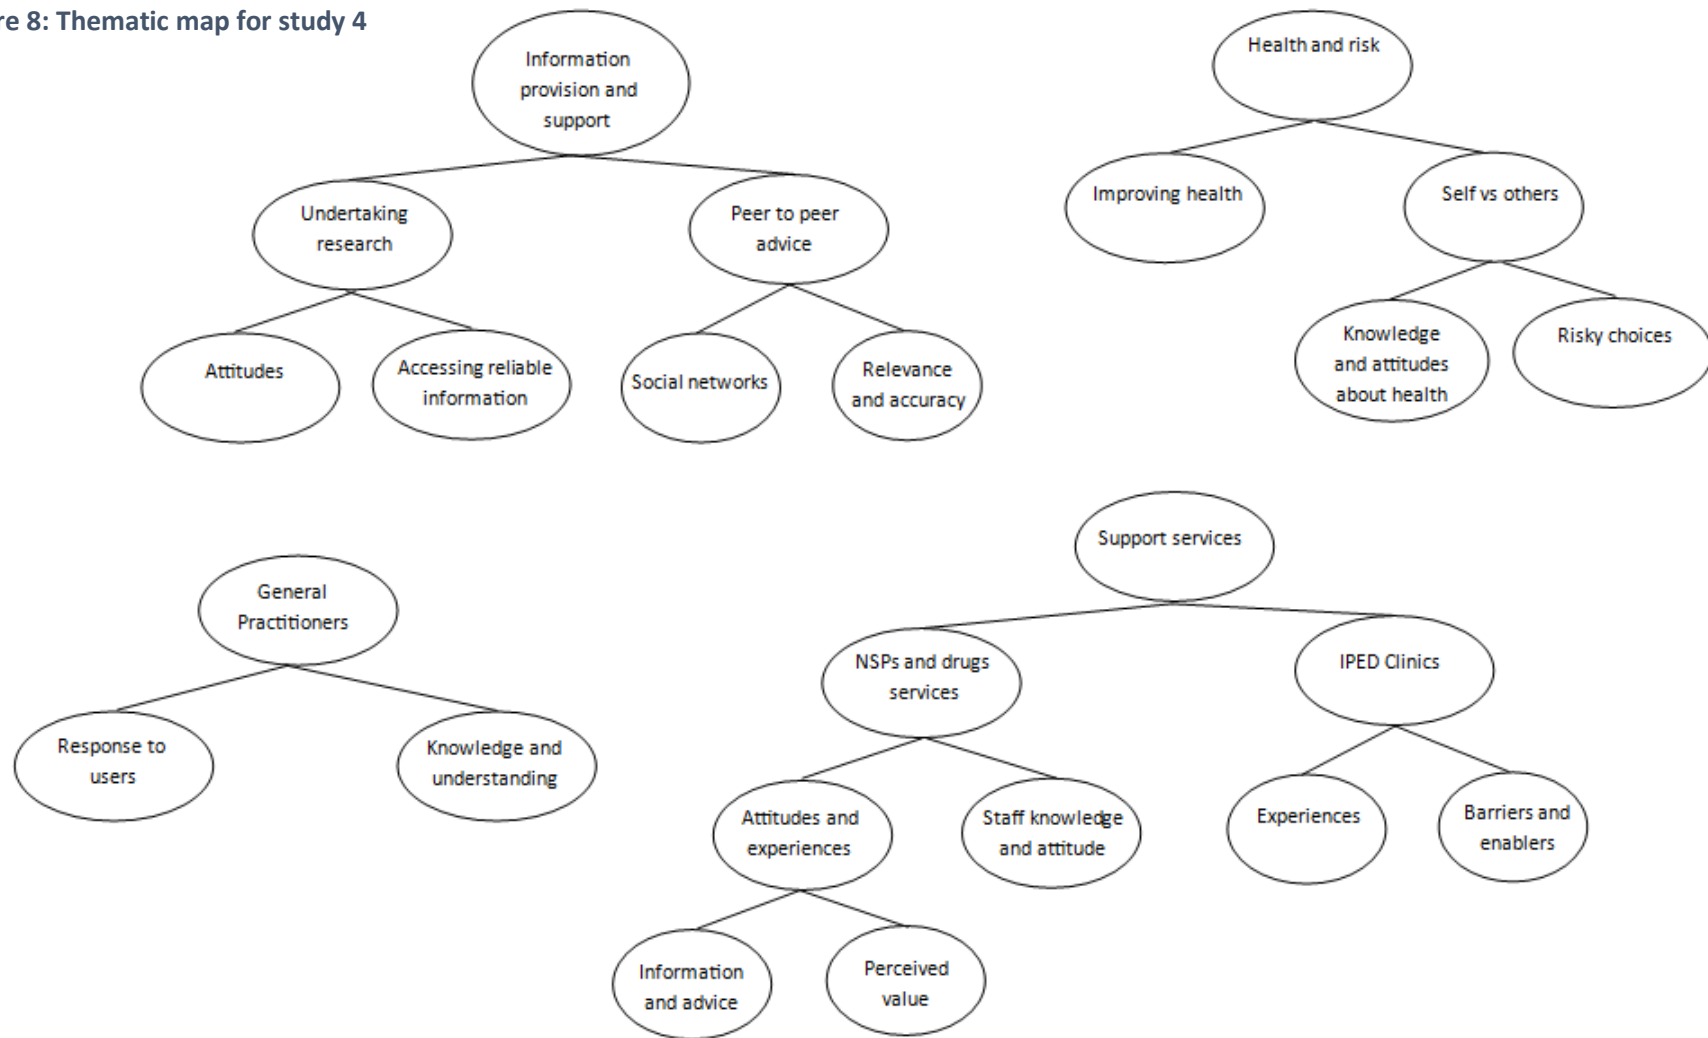 re 8: Thematic map for study 4
Information
provision and
support
Undertaking
research
Peer to peer
advice
Attitudes
Accessing reliable
information
Social networks
Relevance
and accuracy
Health and risk
Improving health
Self vs others
Knowledge
and attitudes
about health
Risky choices
General
Practitioners
Response to
users
Knowledge and
understanding
Support services
NSPs and drugs
services
IPED Clinics
Attitudes and
experiences
Staff knowledge
and attitude
Experiences
Barriers and
enablers
Information
and advice
Perceived
value